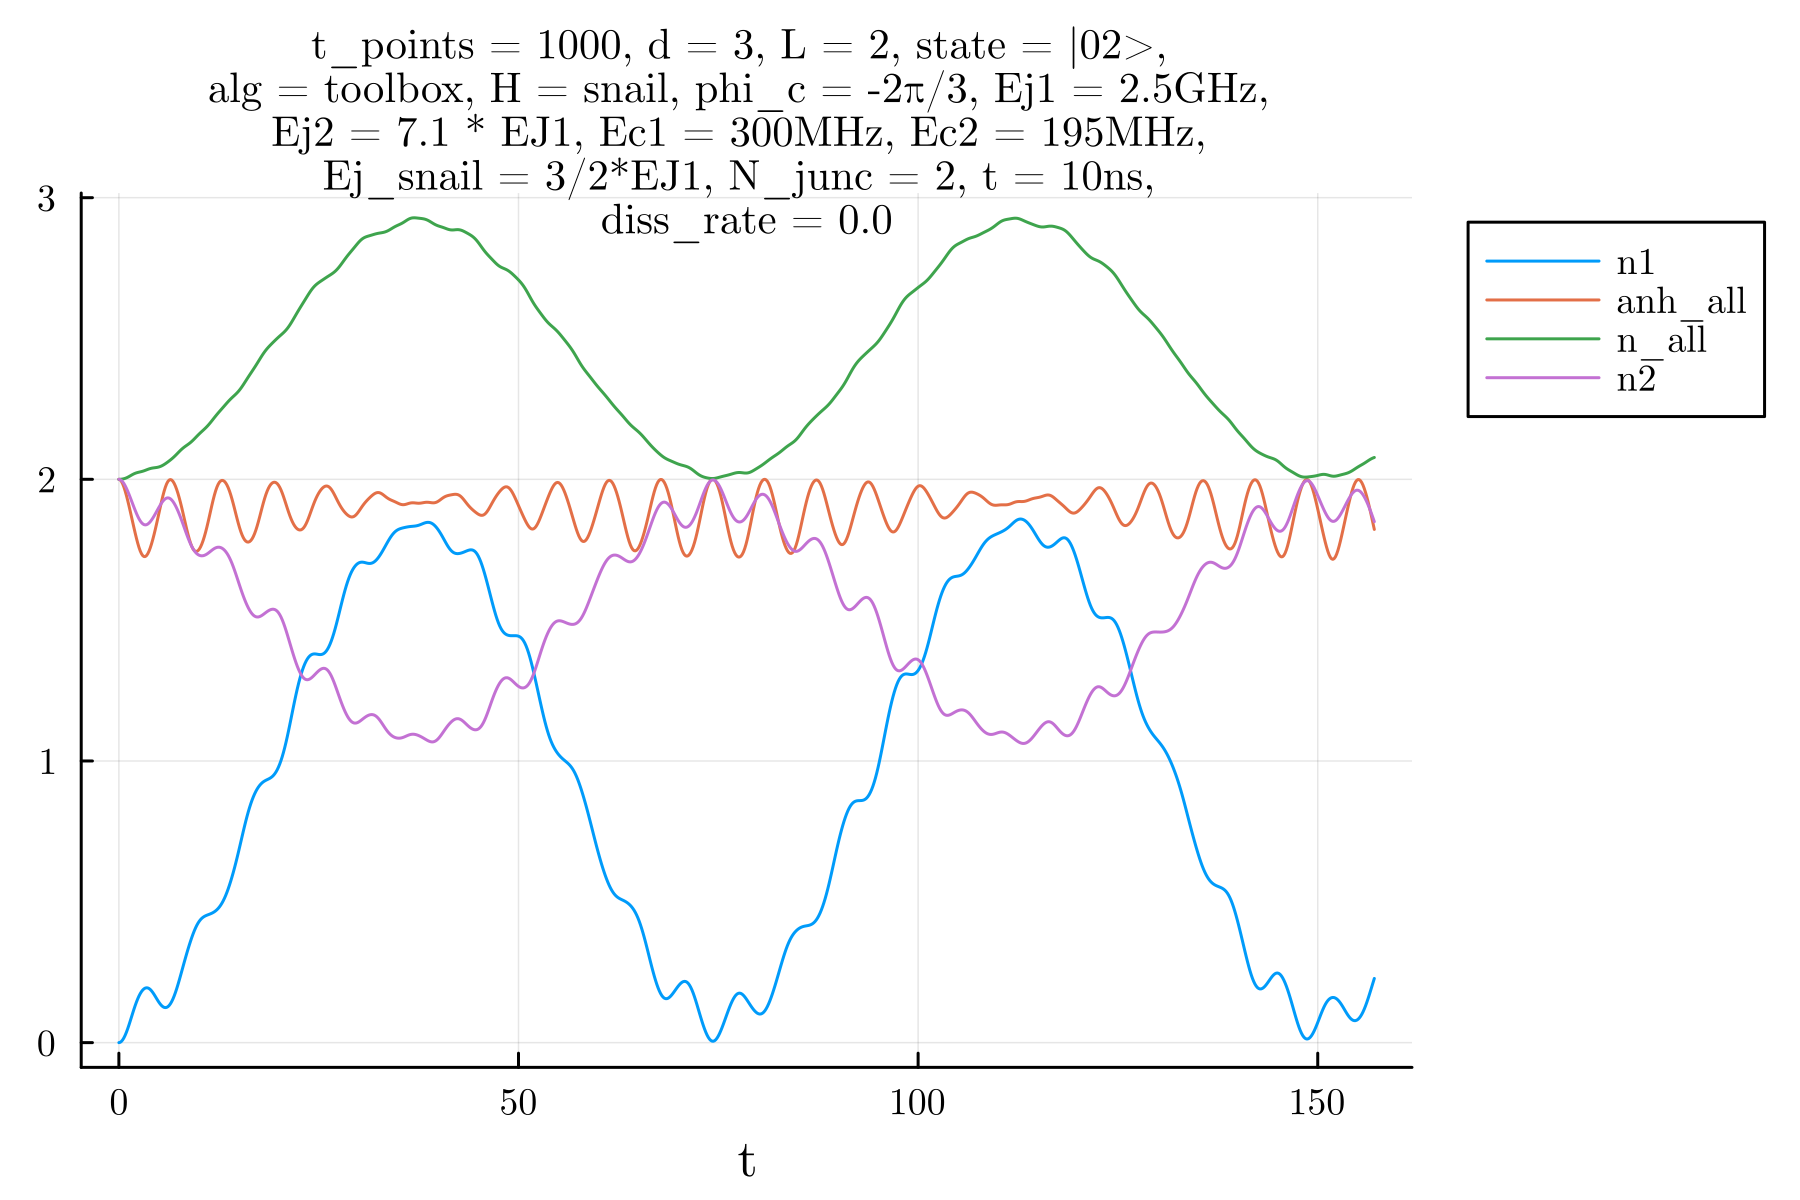 t_points = 1000, d = 3, L = 2, state = |02>,
alg = toolbox, H = snail, phi_c = -2π/3, Ej1 = 2.5GHz,
Ej2 = 7.1 * EJ1, Ec1 = 300MHz, Ec2 = 195MHz,
Ej_snail = 3/2*EJ1, N_junc = 2, t = 10ns,
diss_rate = 0.0
3
2
1
0
0
50
100
150
t
n1
anh_all
n_all
n2